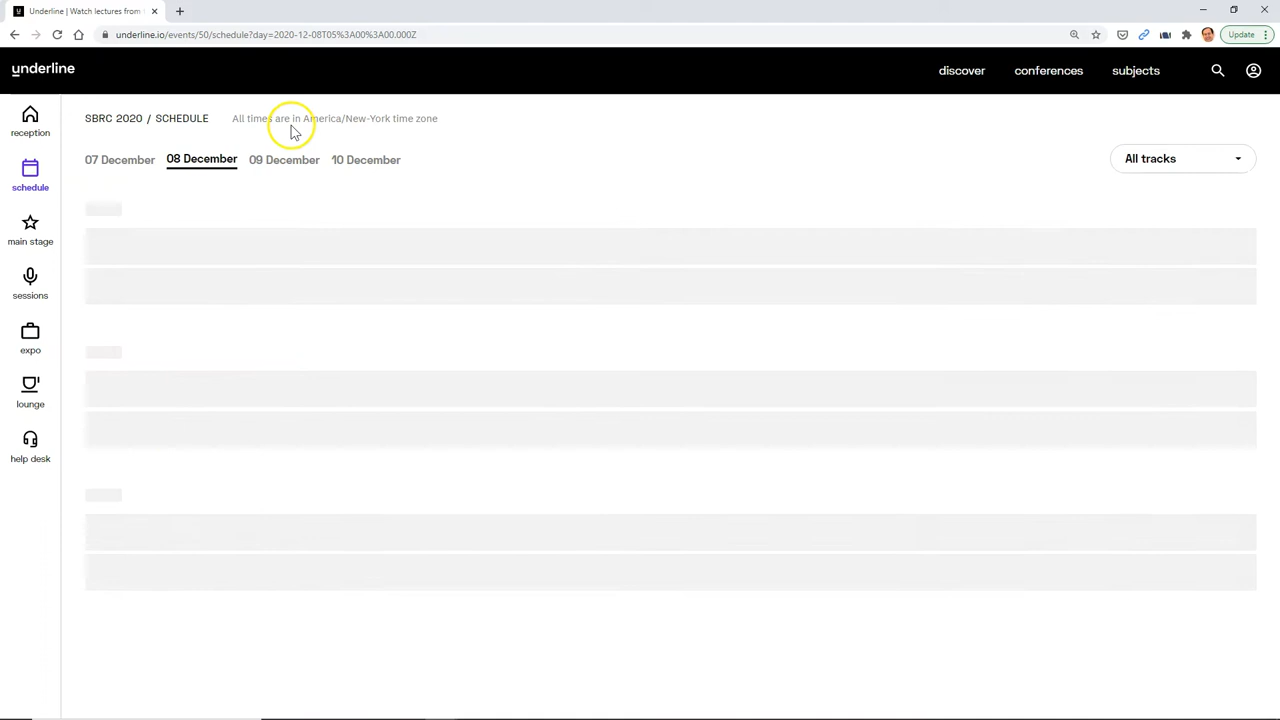 Underline | Watch lectures from
underline.io/events/50/schedule?day=2020-12-08T05%3A00%3A00.000Z
Update
underline
discover
conferences
subjects
reception
schedule
main stage
sessions
expo
lounge
help desk
SBRC 2020 / SCHEDULE
All times are in America/New-York time zone
07 December
08 December
09 December
10 December
All tracks